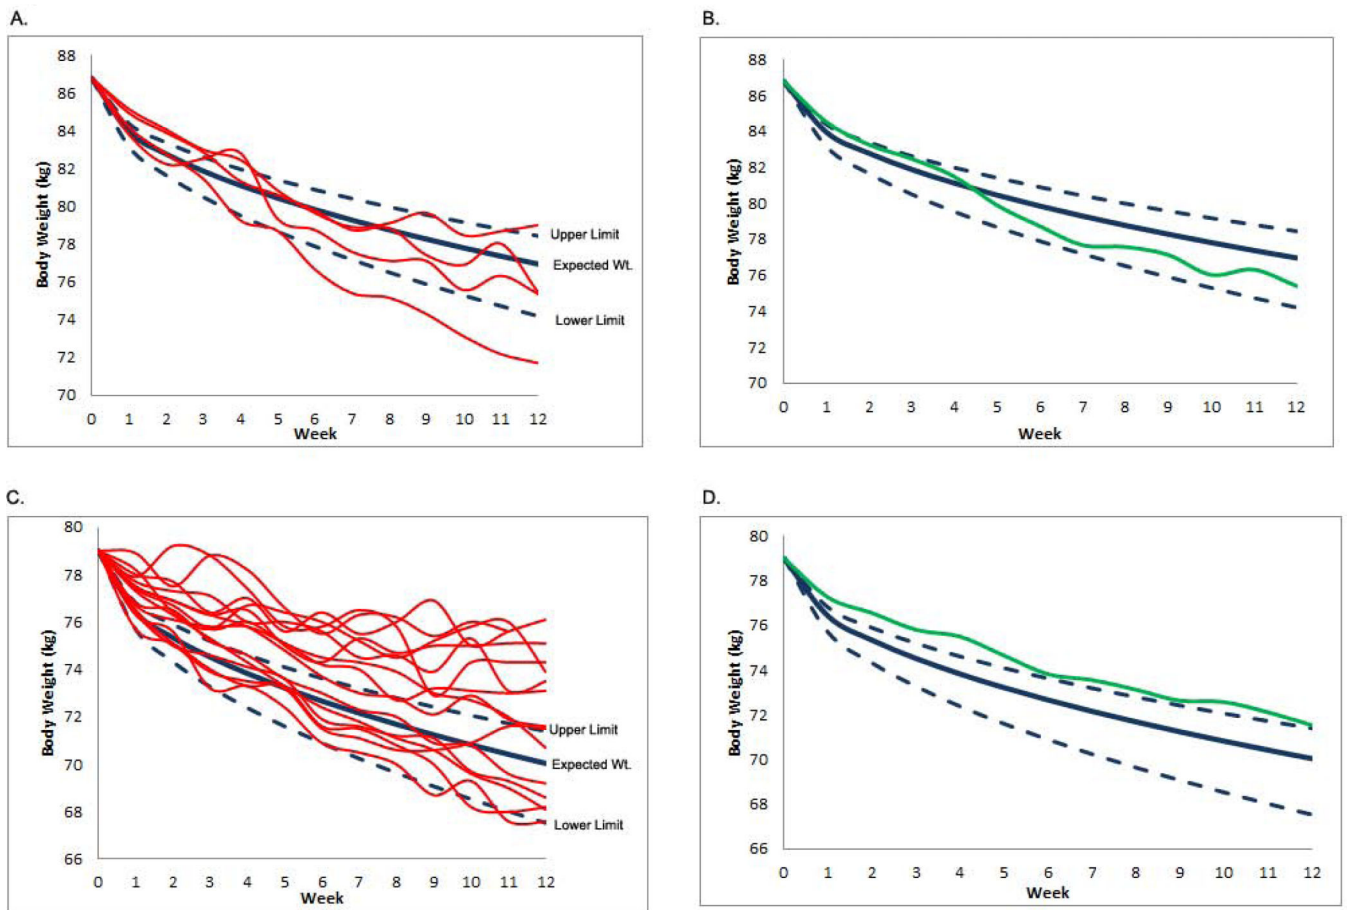 A.
88
86
84
82
80
78
76
74
72
70
Body Weight (kg)
0 1 2 3 4 5 6 7 8 9 10 11 12
Week
Upper Limit
Expected Wt.
Lower Limit
B.
88
86
84
82
80
78
76
74
72
70
Body Weight (kg)
0 1 2 3 4 5 6 7 8 9 10 11 12
Week
C.
80
78
76
74
72
70
68
66
Body Weight (kg)
0 1 2 3 4 5 6 7 8 9 10 11 12
Week
Upper Limit
Expected Wt.
Lower Limit
D.
80
78
76
74
72
70
68
66
Body Weight (kg)
0 1 2 3 4 5 6 7 8 9 10 11 12
Week